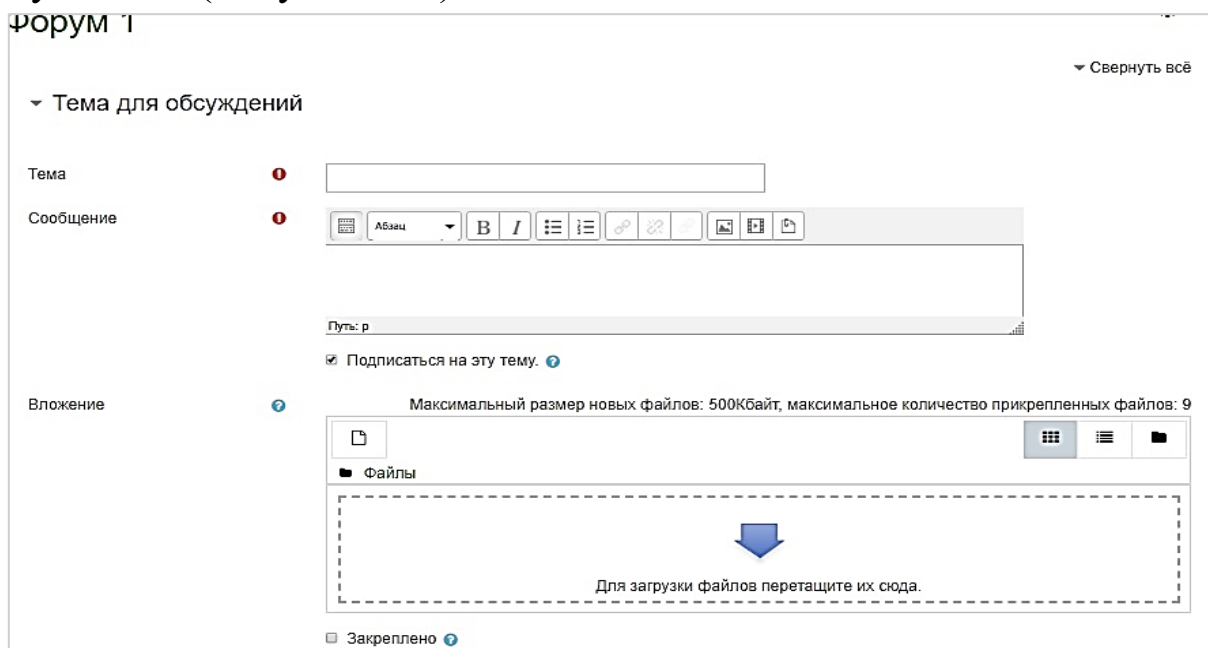 Форум 1
Свернуть всё
Тема для обсуждений
Тема
Сообщение
Абзац B I
Путь: p
Подписаться на эту тему.
Вложение
Максимальный размер новых файлов: 500Кбайт, максимальное количество прикрепленных файлов: 9
Файлы
Для загрузки файлов перетащите их сюда.
Закреплено